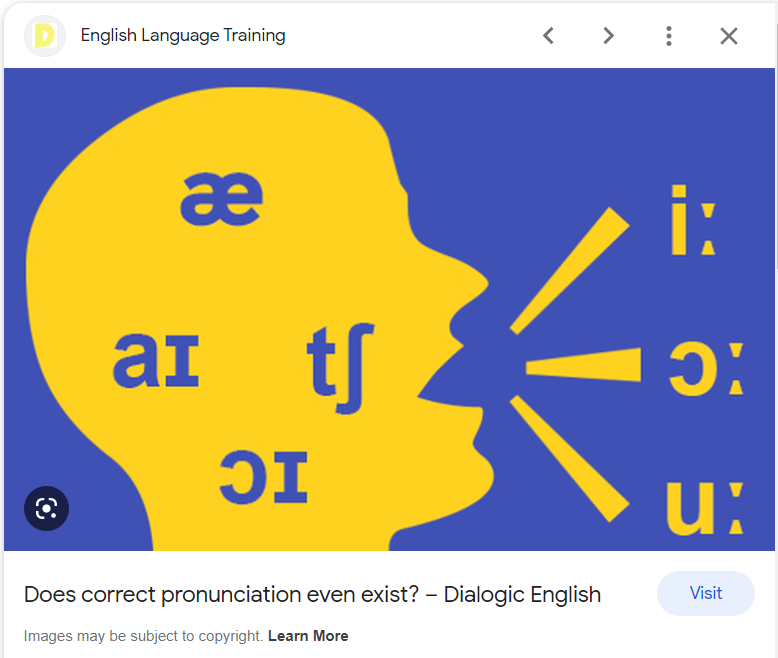 English Language Training
æ
iː
aɪ
tʃ
ɔː
ɔɪ
uː
Does correct pronunciation even exist? – Dialogic English
Visit
Images may be subject to copyright. Learn More